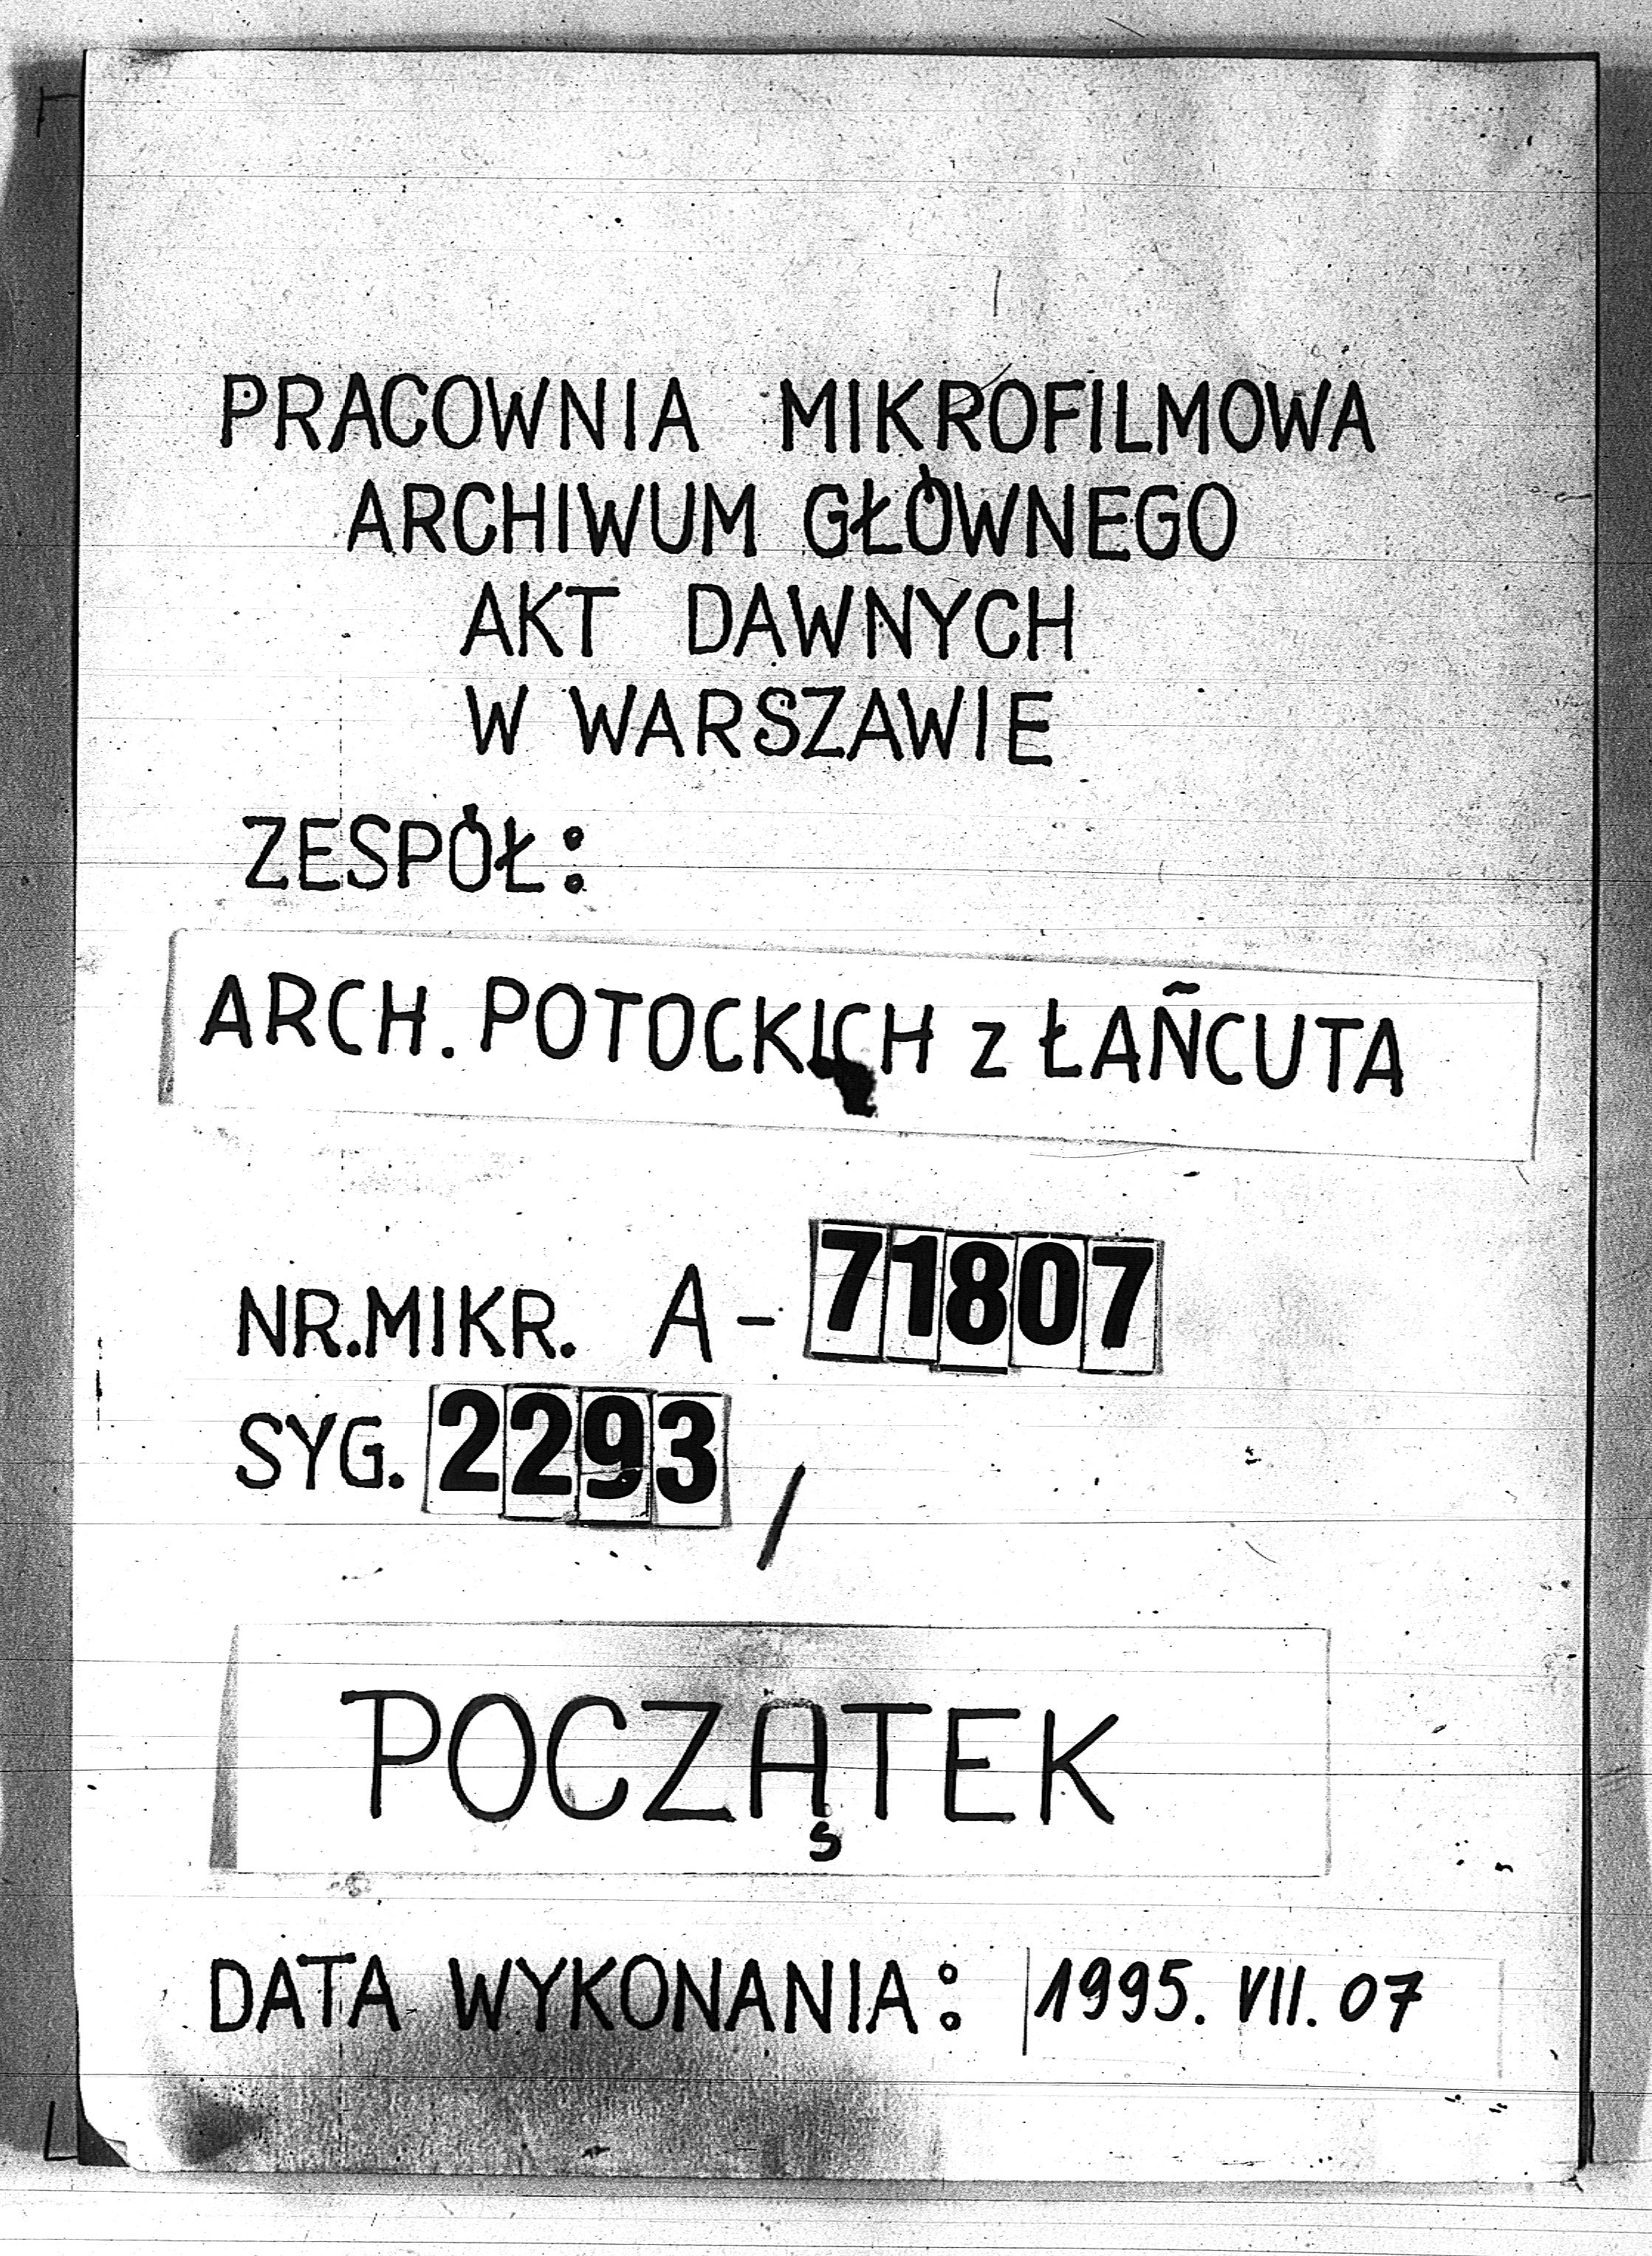 PRACOWNIA MIKROFILMOWA
ARCHIWUM GŁÓWNEGO
AKT DAWNYCH
W WARSZAWIE
ZESPÓŁ:
ARCH. POTOCKICH z ŁAŃCUTA
NR.MIKR. A-71807
SYG. 2293 /
POCZĄTEK
DATA WYKONANIA: 1995. VII. 07